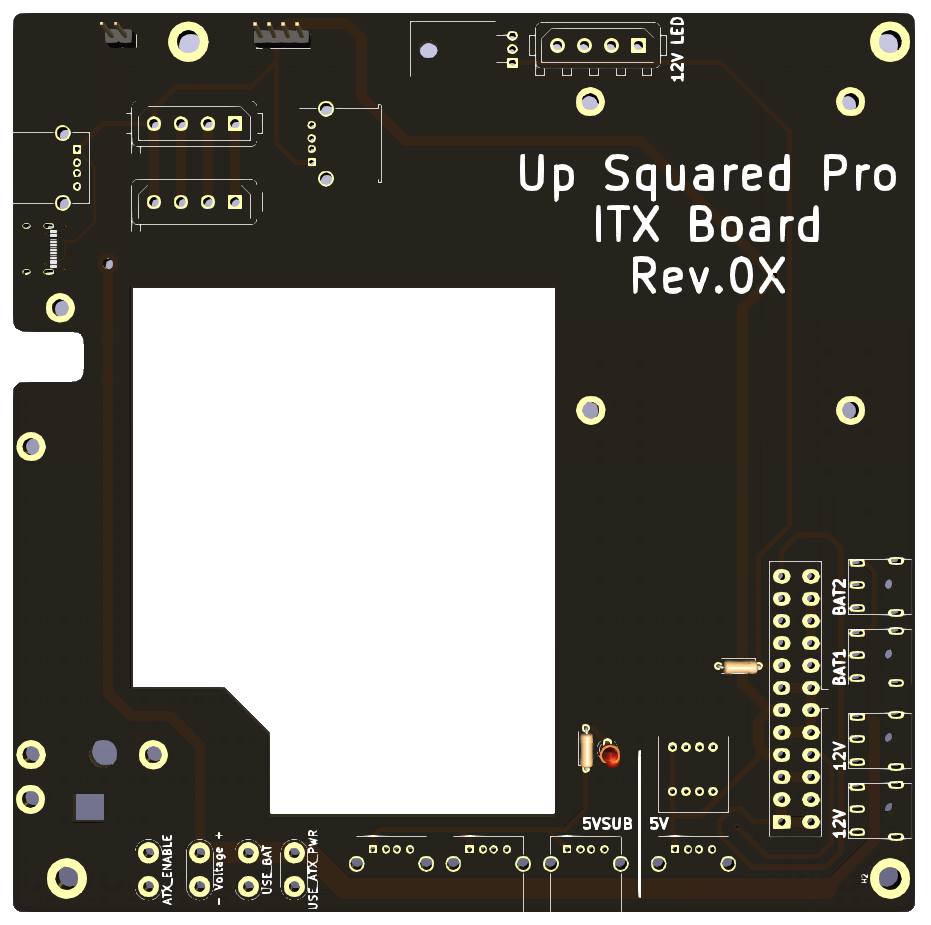 12V LED
Up Squared Pro
ITX Board
Rev.0X
BAT2
BAT1
12V
12V
5VSUB
5V
ATX_ENABLE
- Voltage +
USE_BAT
USE_ATX_PWR
H2